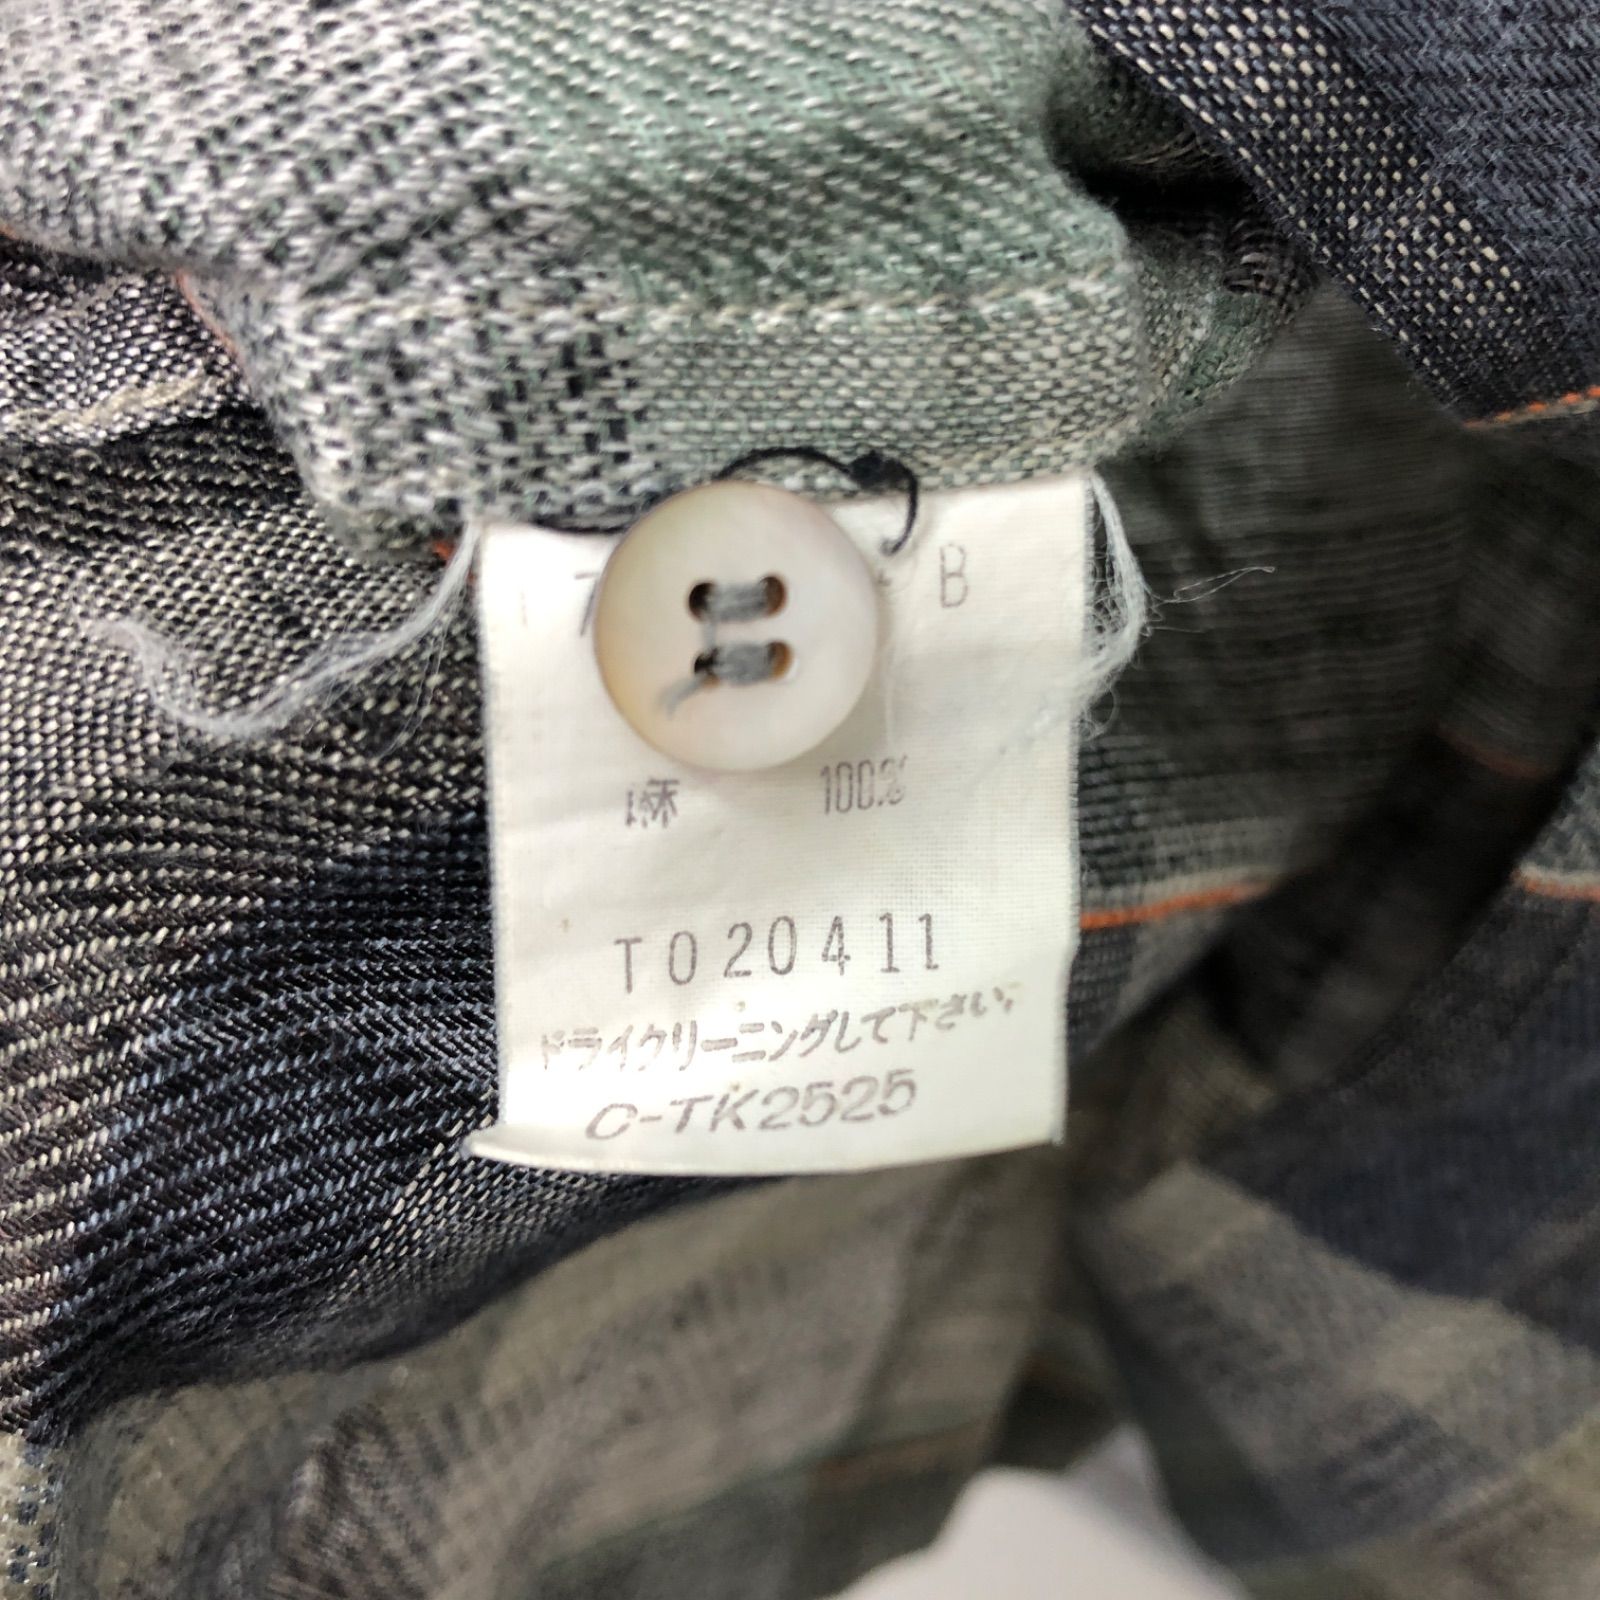 B
麻 100%
T020411
ドライクリーニングして下さい。
C-TK2525